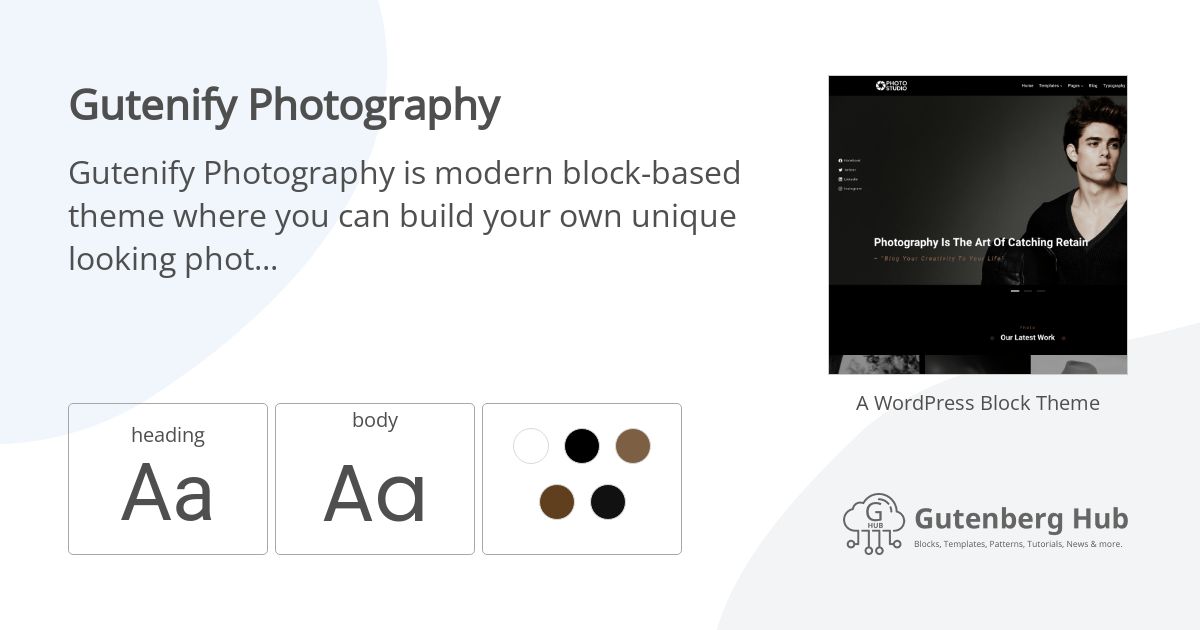 Gutenify Photography
Gutenify Photography is modern block-based
theme where you can build your own unique
looking phot...
heading
Aa
body
Aa
PHOTO
STUDIO
Home Templates Pages Blog Typography
Facebook
Twitter
LinkedIn
Instagram
Photography Is The Art Of Catching Retain
- "Blog Your Creativity To Your Life"
Photo
Our Latest Work
A WordPress Block Theme
G
HUB
Gutenberg Hub
Blocks, Templates, Patterns, Tutorials, News & more.